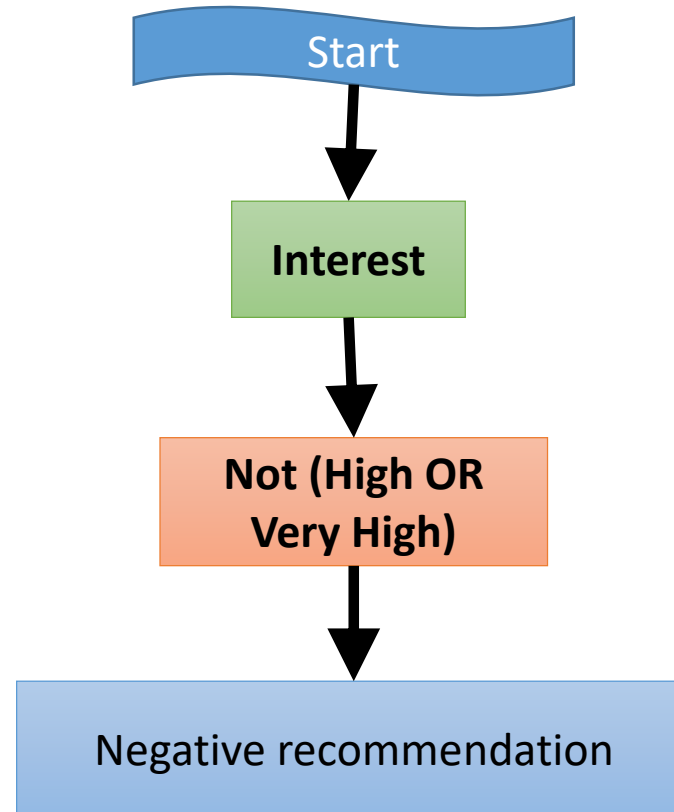 Start
Interest
Not (High OR
Very High)
Negative recommendation